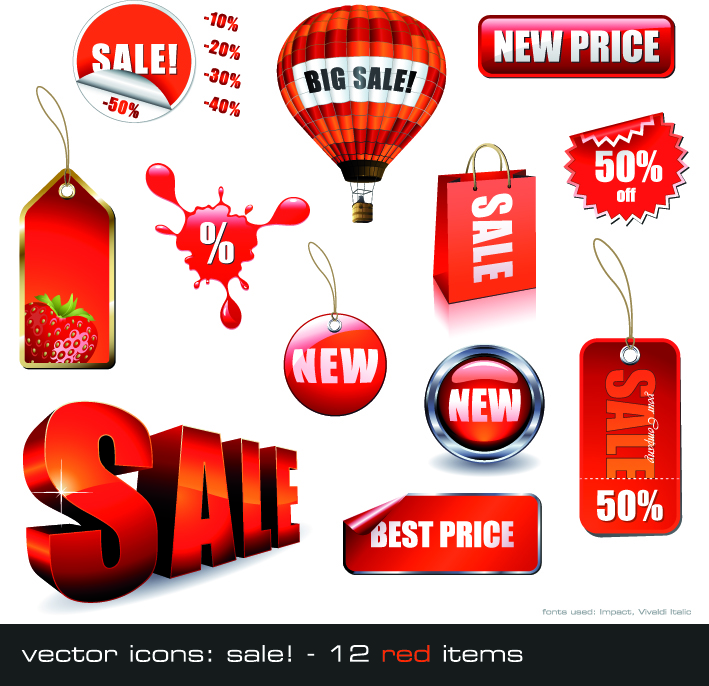 SALE!
-50%
-10%
-20%
-30%
-40%
BIG SALE!
NEW PRICE
50%
off
%
SALE
NEW
NEW
SALE
your Company
50%
SALE
BEST PRICE
fonts used: Impact, Vivaldi Italic
vector icons: sale! - 12 red items